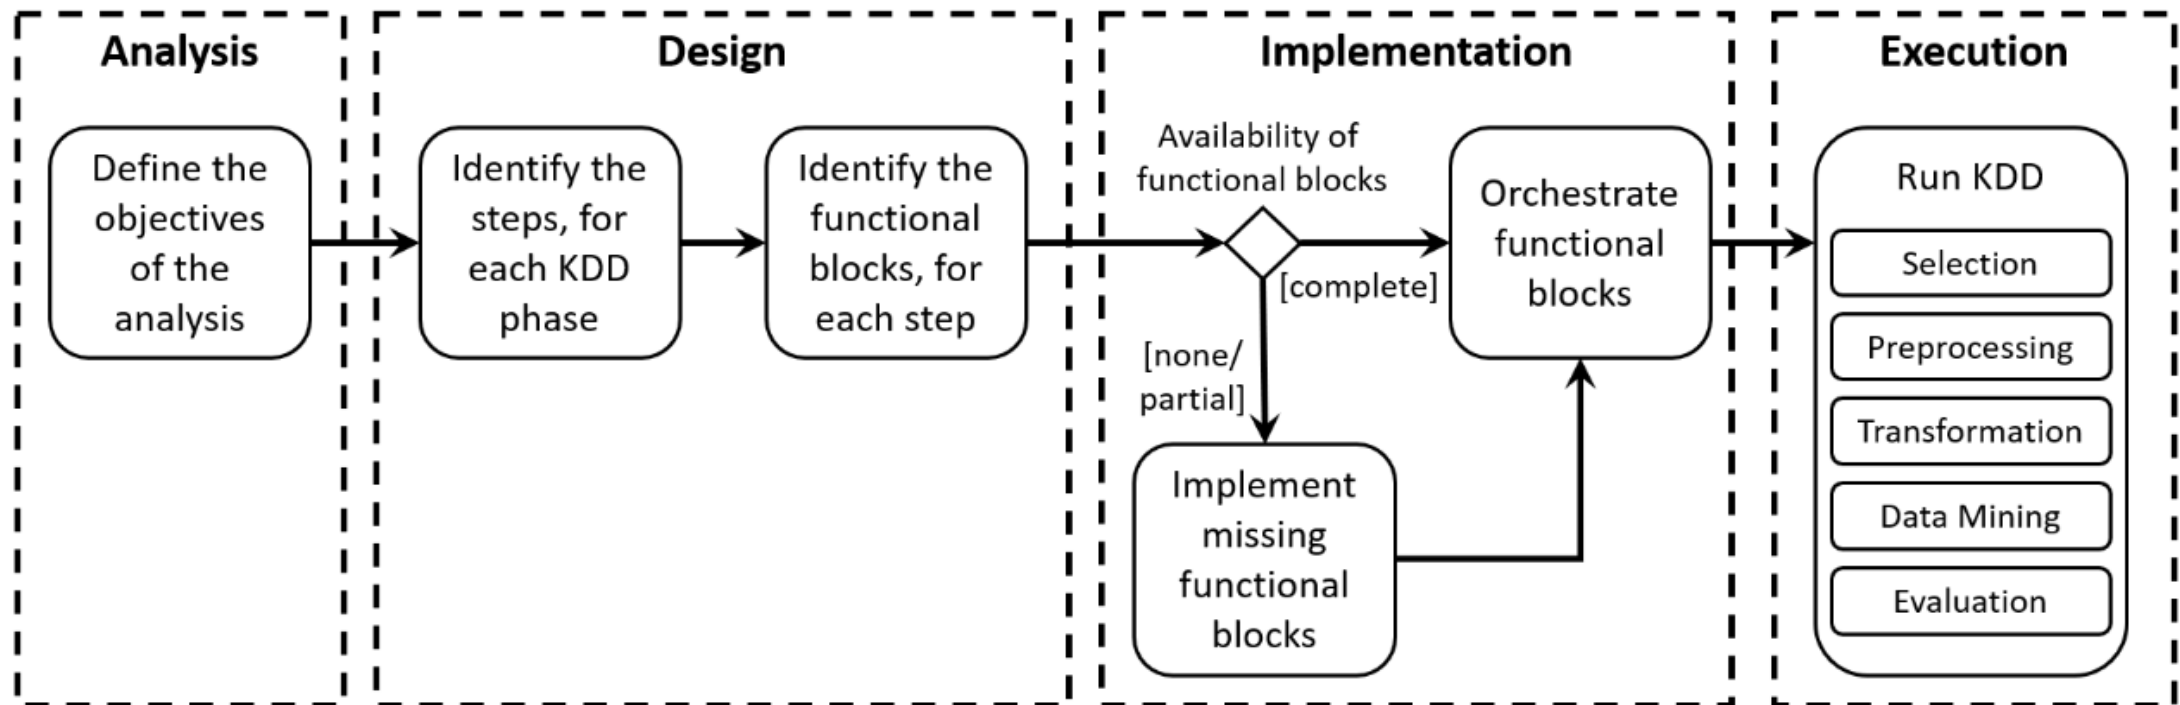 Analysis
Define the
objectives
of the
analysis
Design
Identify the
steps, for
each KDD
phase
Identify the
functional
blocks, for
each step
Implementation
Availability of
functional blocks
[complete]
[none/
partial]
Implement
missing
functional
blocks
Orchestrate
functional
blocks
Execution
Run KDD
Selection
Preprocessing
Transformation
Data Mining
Evaluation